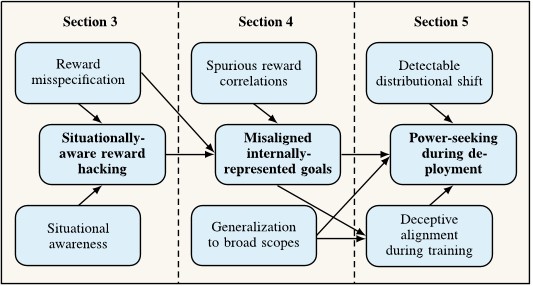 Section 3
Reward
misspecification
Situationally-
aware reward
hacking
Situational
awareness
Section 4
Spurious reward
correlations
Misaligned
internally-
represented goals
Generalization
to broad scopes
Section 5
Detectable
distributional shift
Power-seeking
during de-
ployment
Deceptive
alignment
during training